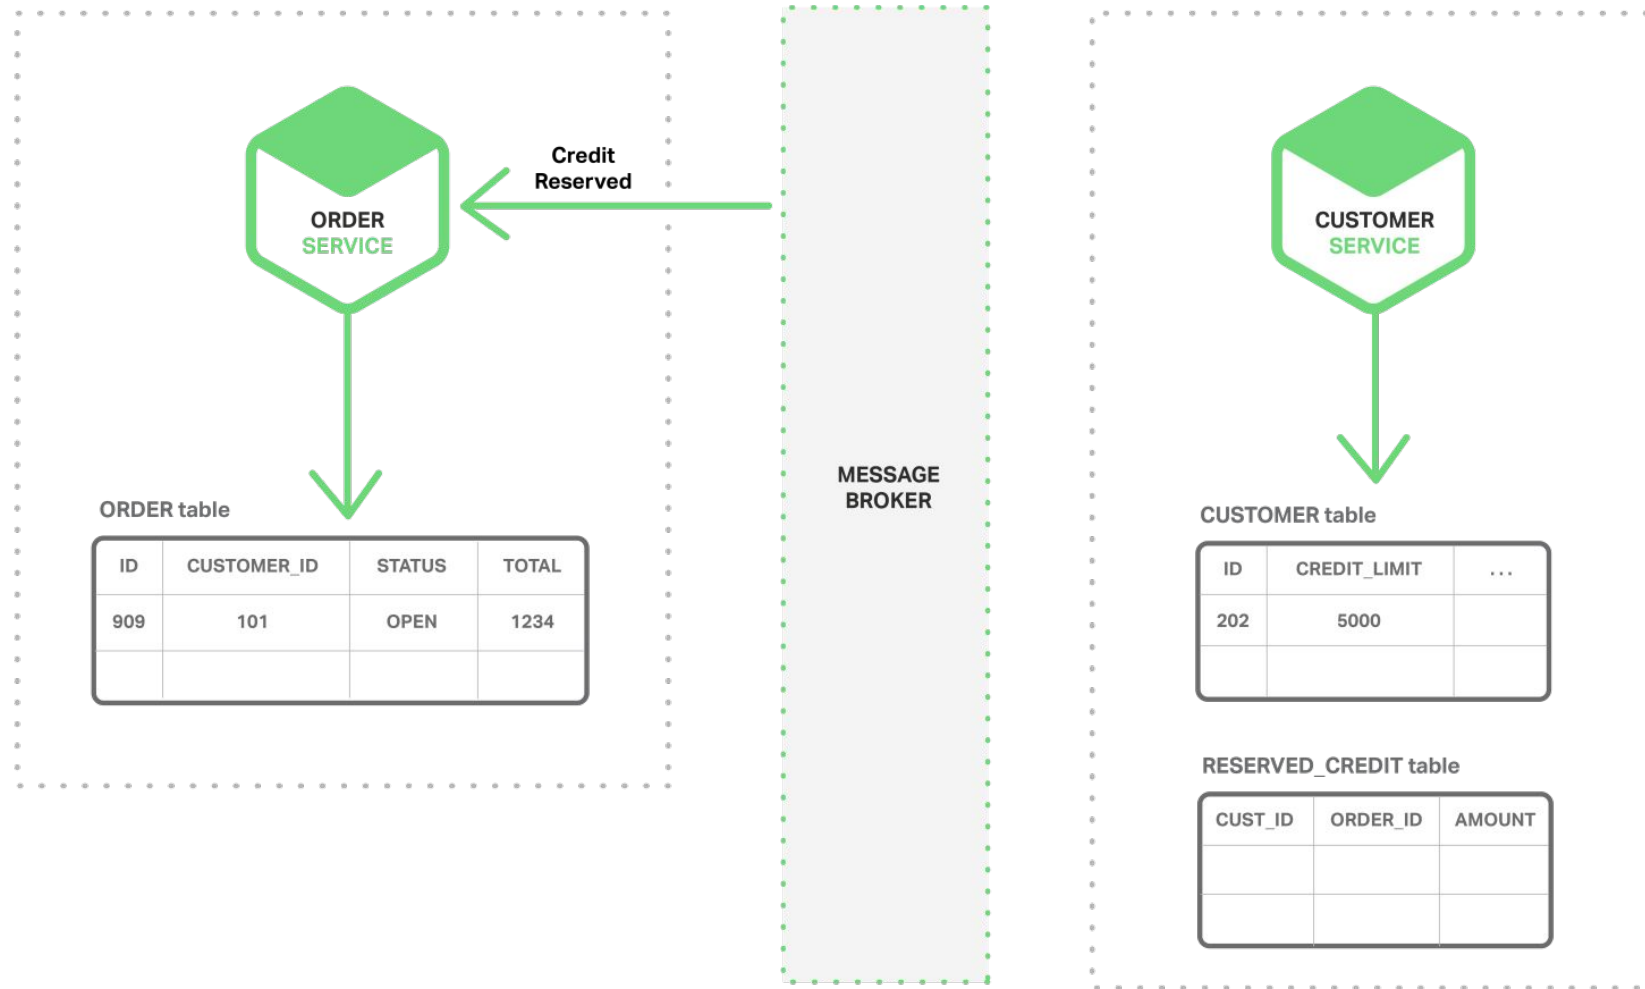 Credit
Reserved
ORDER
SERVICE
CUSTOMER
SERVICE
MESSAGE
BROKER
ORDER table
ID CUSTOMER_ID STATUS TOTAL
909 101 OPEN 1234
CUSTOMER table
ID CREDIT_LIMIT ...
202 5000
RESERVED_CREDIT table
CUST_ID ORDER_ID AMOUNT